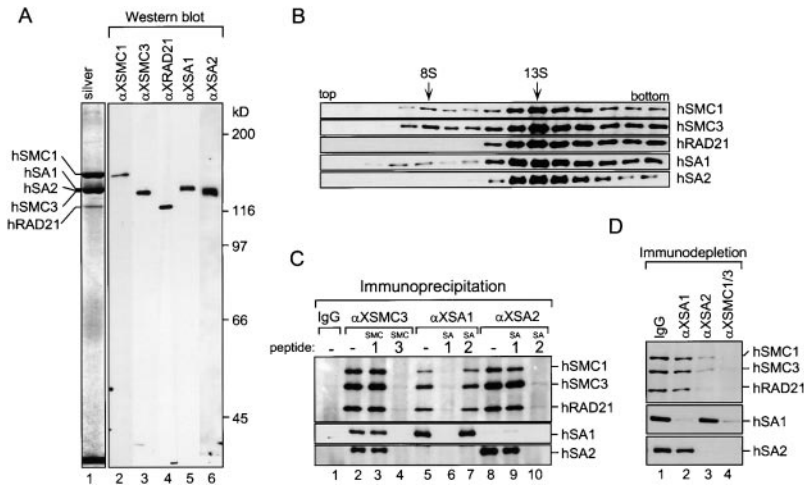 A
Western blot
silver
αXSMC1
αXSMC3
αXRAD21
αXSA1
αXSA2
kD
200
116
97
66
45
hSMC1
hSA1
hSA2
hSMC3
hRAD21
1 2 3 4 5 6
B
8S 13S
top bottom
hSMC1
hSMC3
hRAD21
hSA1
hSA2
C
Immunoprecipitation
IgG αXSMC3 αXSA1 αXSA2
SMC SMC SA SA SA SA
peptide: - - 1 3 - 1 2 - 1 2
hSMC1
hSMC3
hRAD21
hSA1
hSA2
1 2 3 4 5 6 7 8 9 10
D
Immunodepletion
IgG
αXSA1
αXSA2
αXSMC1/3
hSMC1
hSMC3
hRAD21
hSA1
hSA2
1 2 3 4